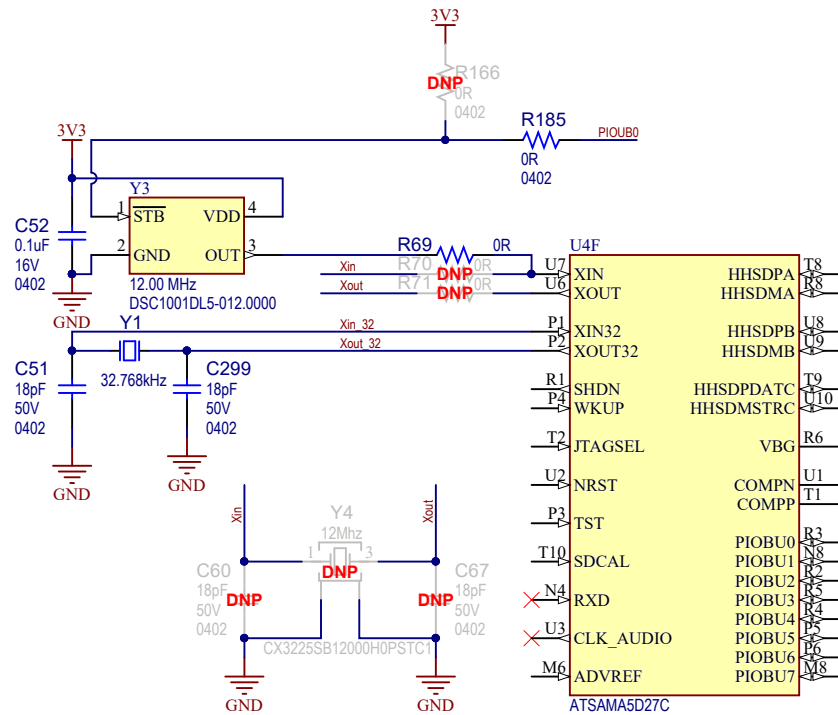 3V3
R166
DNP
0R
0402
R185
PIOUB0
0R
0402
3V3
Y3
1
STB
VDD
4
2
GND
OUT
3
C52
0.1uF
16V
0402
12.00 MHz
DSC1001DL5-012.0000
GND
R69
0R
Xin
R70
DNP
0R
Xout
R71
DNP
0R
U4F
U7
XIN
U6
XOUT
P1
XIN32
P2
XOUT32
R1
SHDN
P4
WKUP
T2
JTAGSEL
U2
NRST
P3
TST
T10
SDCAL
N4
RXD
U3
CLK_AUDIO
M6
ADVREF
HHSDPA
T8
HHSDMA
R8
HHSDPB
U8
HHSDMB
U9
HHSDPDATC
T9
HHSDMSTRC
U10
VBG
R6
COMPN
U1
COMPP
T1
PIOBU0
R3
PIOBU1
N8
PIOBU2
R2
PIOBU3
R5
PIOBU4
R4
PIOBU5
P5
PIOBU6
P6
PIOBU7
M8
ATSAMA5D27C
Xin_32
Xout_32
Y1
32.768kHz
C51
18pF
50V
0402
GND
C299
18pF
50V
0402
GND
Xin
Xout
Y4
12Mhz
1
3
DNP
C60
DNP
18pF
50V
0402
C67
DNP
18pF
50V
0402
CX3225SB12000H0PSTC1
GND
GND